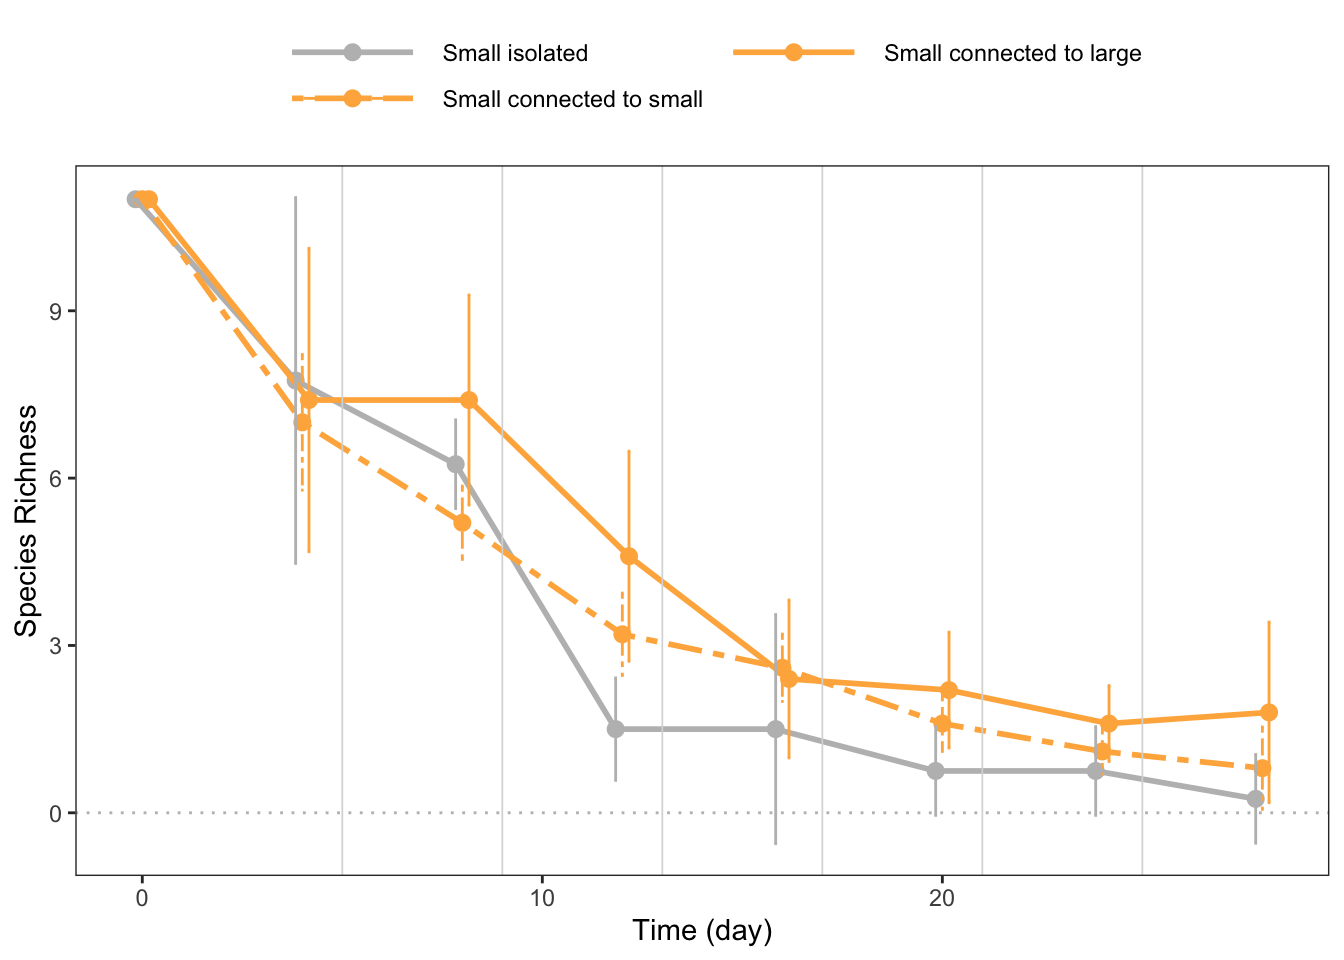 Small isolated
Small connected to large
Small connected to small
9
6
3
0
Species Richness
0
10
20
Time (day)